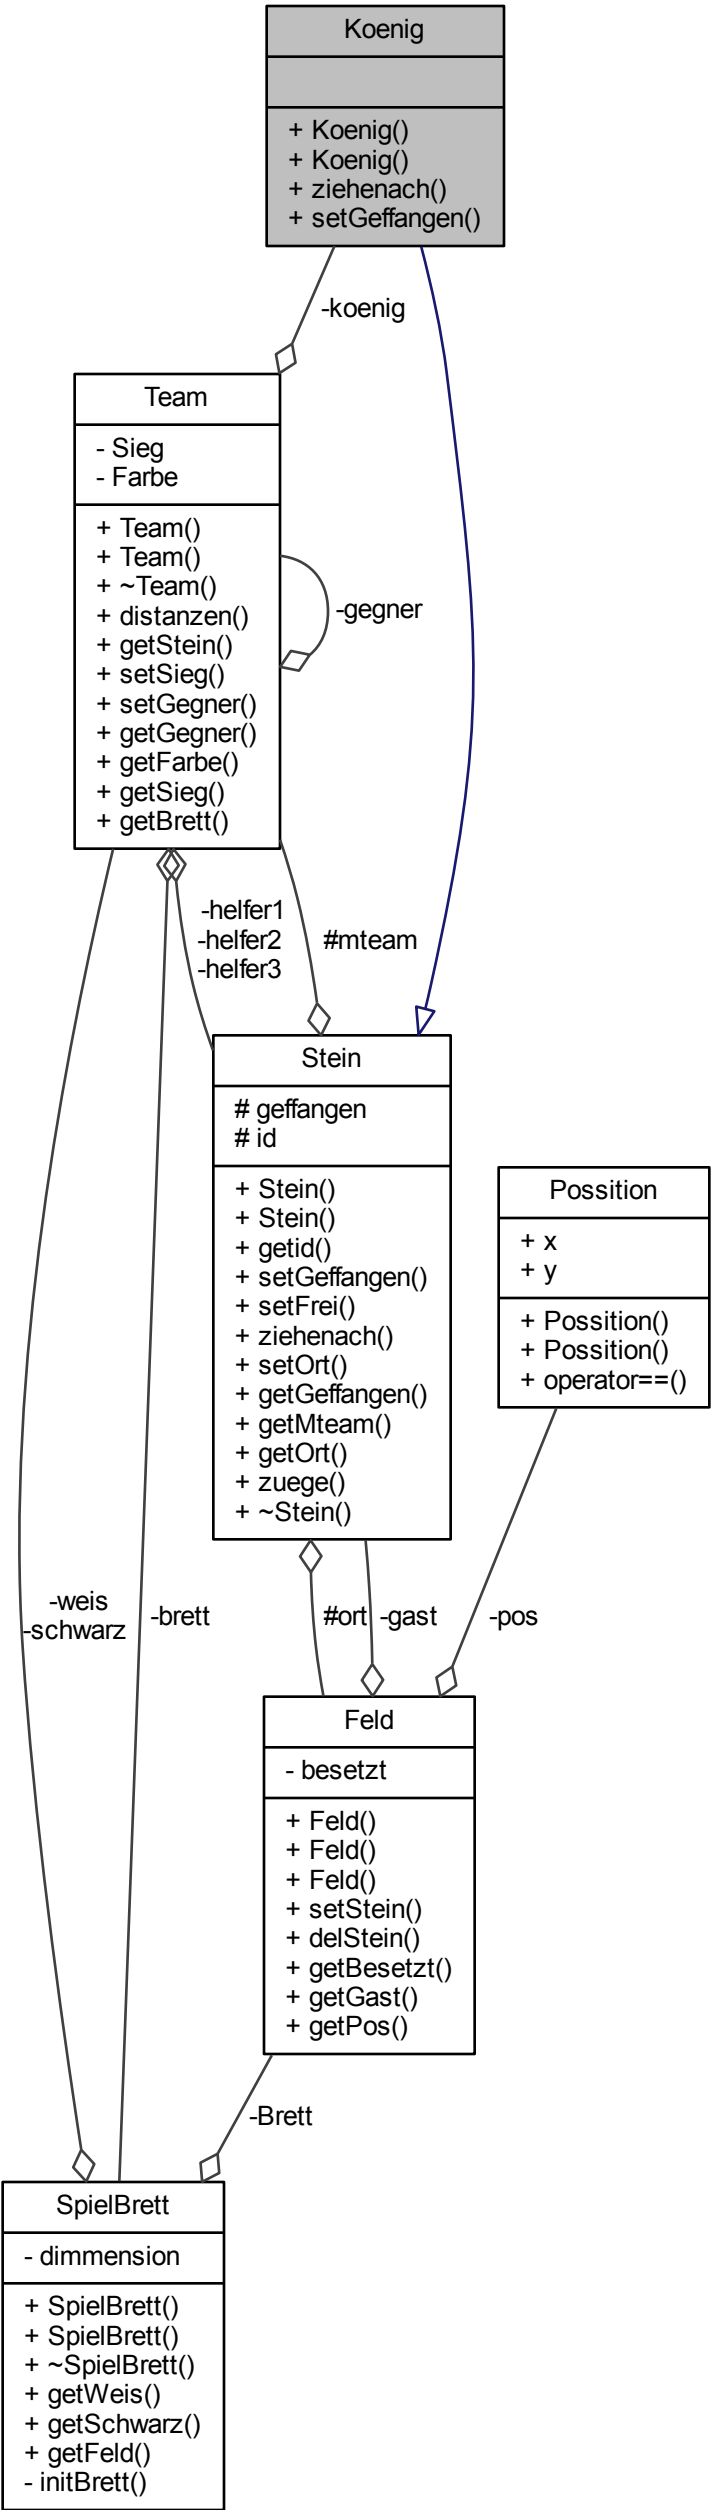 Koenig
+ Koenig()
+ Koenig()
+ ziehenach()
+ setGeffangen()
-koenig
Team
- Sieg
- Farbe
+ Team()
+ Team()
+ ~Team()
+ distanzen()
+ getStein()
+ setSieg()
+ setGegner()
+ getGegner()
+ getFarbe()
+ getSieg()
+ getBrett()
-gegner
-helfer1
-helfer2
-helfer3
#mteam
Stein
# geffangen
# id
+ Stein()
+ Stein()
+ getid()
+ setGeffangen()
+ setFrei()
+ ziehenach()
+ setOrt()
+ getGeffangen()
+ getMteam()
+ getOrt()
+ zuege()
+ ~Stein()
Possition
+ x
+ y
+ Possition()
+ Possition()
+ operator==()
-weis
-schwarz
-brett
#ort
-gast
-pos
Feld
- besetzt
+ Feld()
+ Feld()
+ Feld()
+ setStein()
+ delStein()
+ getBesetzt()
+ getGast()
+ getPos()
-Brett
SpielBrett
- dimmension
+ SpielBrett()
+ SpielBrett()
+ ~SpielBrett()
+ getWeis()
+ getSchwarz()
+ getFeld()
- initBrett()